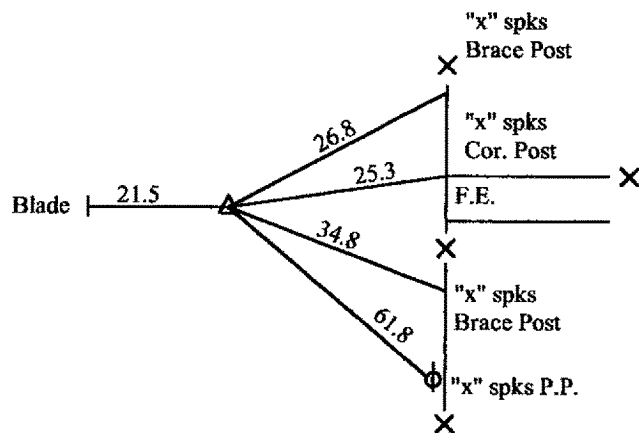 "x" spks
Brace Post
"x" spks
Cor. Post
26.8
25.3
F.E.
Blade
21.5
34.8
"x" spks
Brace Post
61.8
"x" spks P.P.